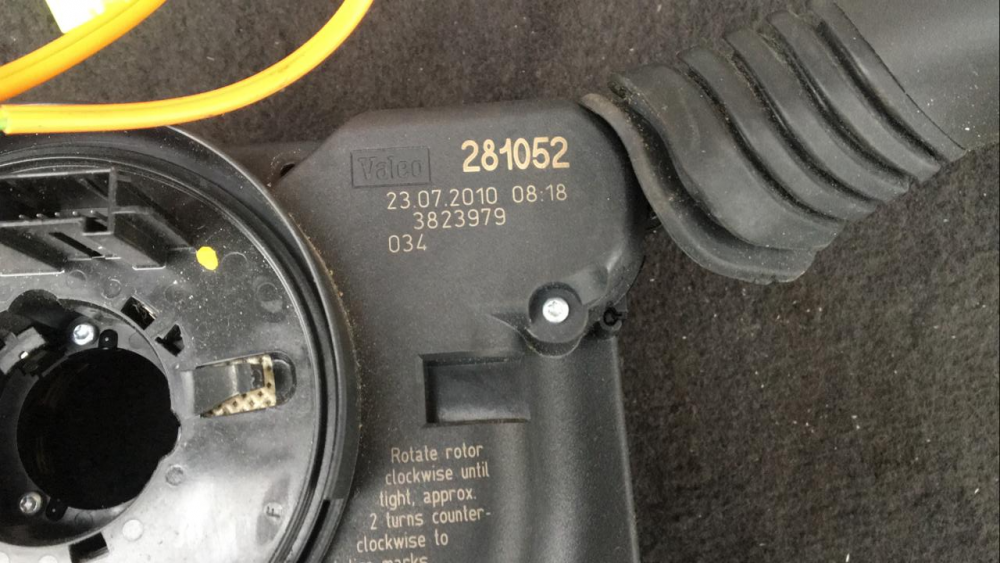 Valeo
281052
23.07.2010 08:18
3823979
034
Rotate rotor
clockwise until
tight, approx.
2 turns counter-
clockwise to
marks